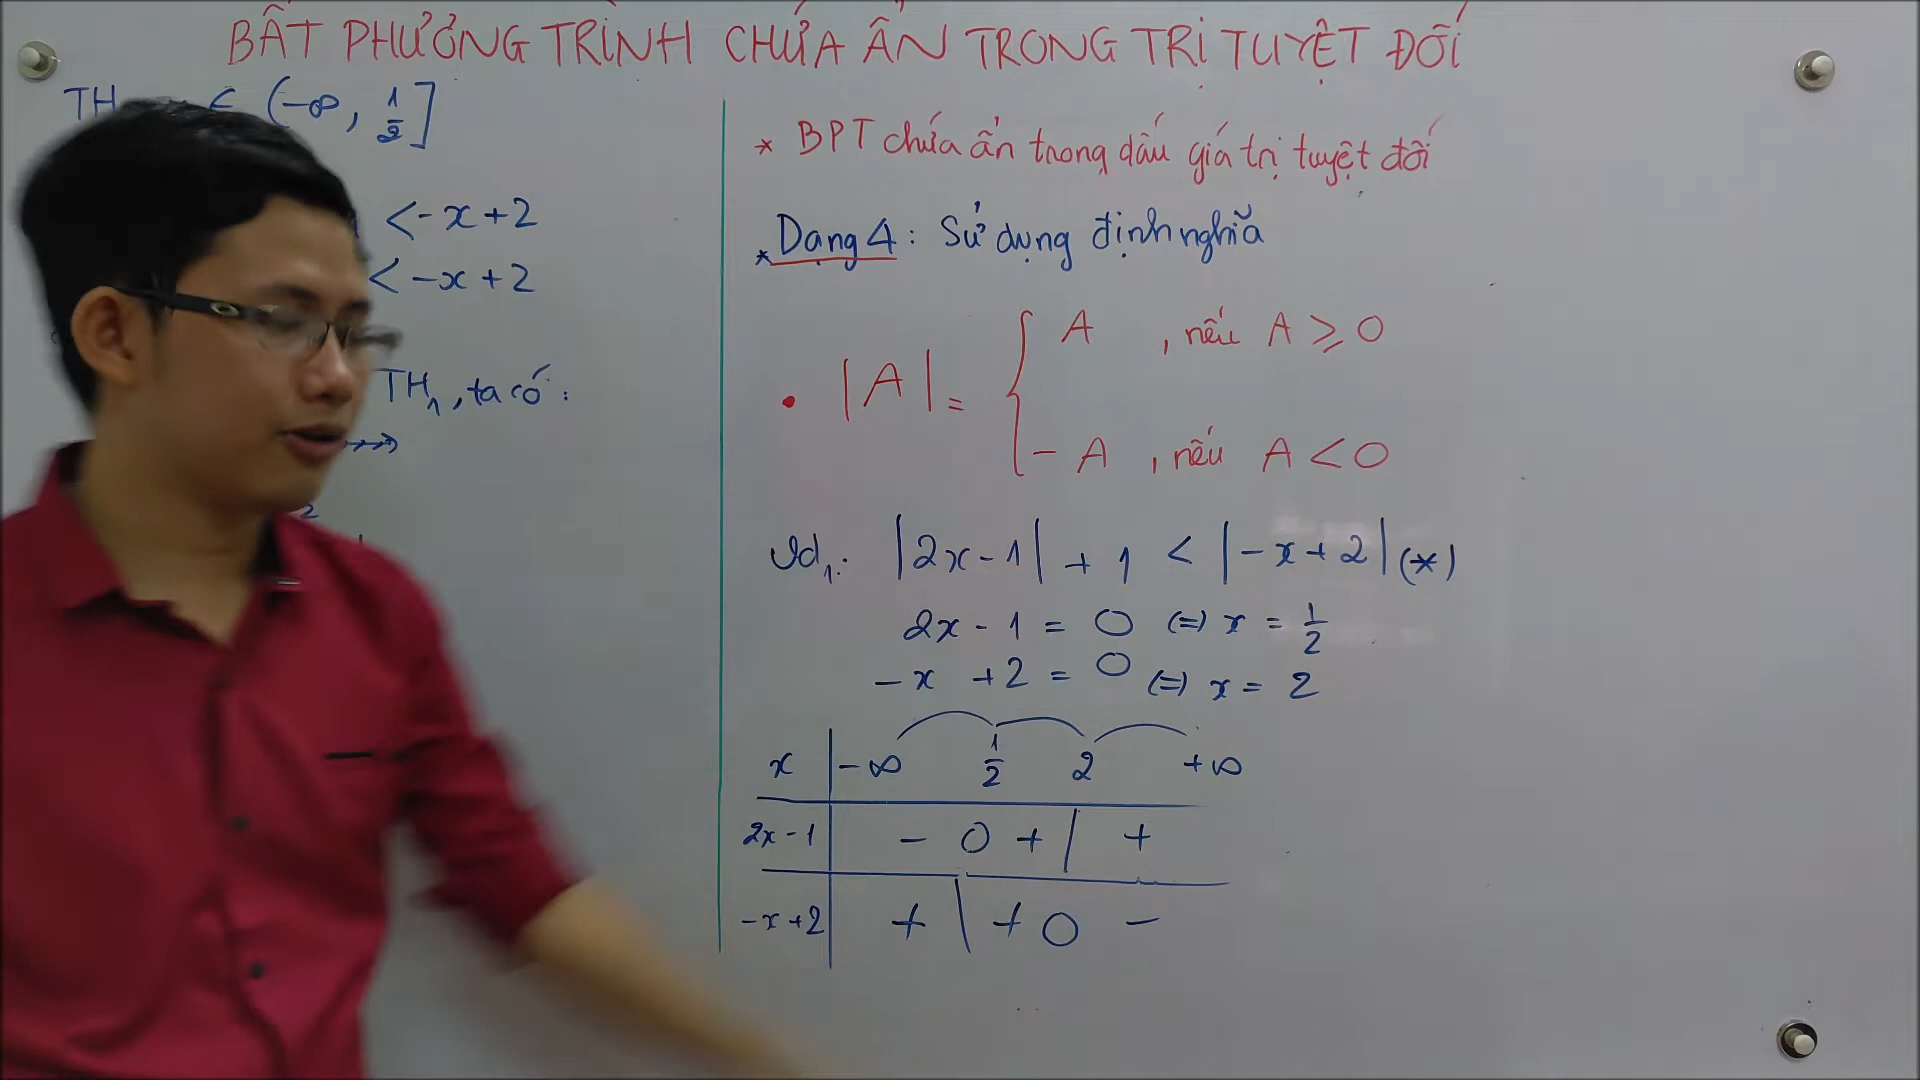 BẤT PHƯƠNG TRÌNH CHỨA ẨN TRONG TRỊ TUYỆT ĐỐI
TH ∈ (-∞, 1/2]
< -x + 2
< -x + 2
TH1, ta có :
2
* BPT chứa ẩn trong dấu giá trị tuyệt đối
* Dạng 4 : Sử dụng định nghĩa
• |A| = { A , nếu A ⩾ 0
- A , nếu A < 0
Vd1: |2x - 1| + 1 < |-x + 2| (*)
2x - 1 = 0 (=) x = 1/2
-x + 2 = 0 (=) x = 2
x | -∞ 1/2 2 +∞
2x - 1 | - 0 + | +
-x + 2 | + | + 0 -